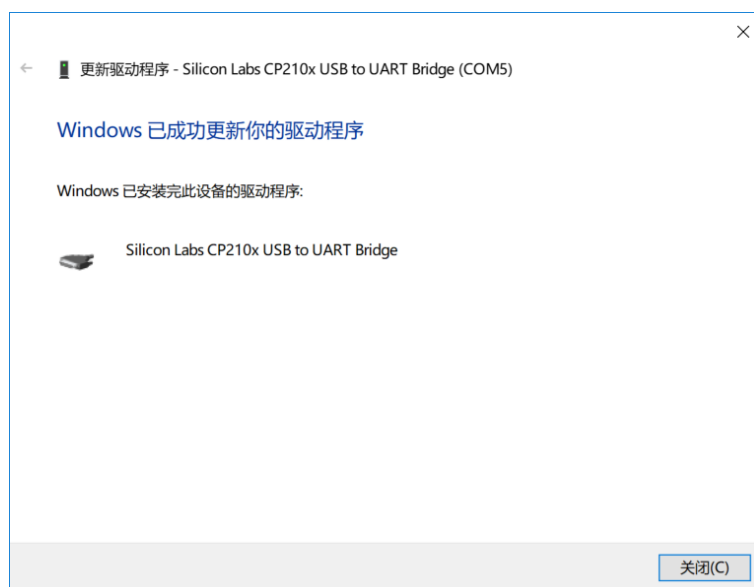 更新驱动程序 - Silicon Labs CP210x USB to UART Bridge (COM5)
Windows 已成功更新你的驱动程序
Windows 已安装完此设备的驱动程序:
Silicon Labs CP210x USB to UART Bridge
关闭(C)